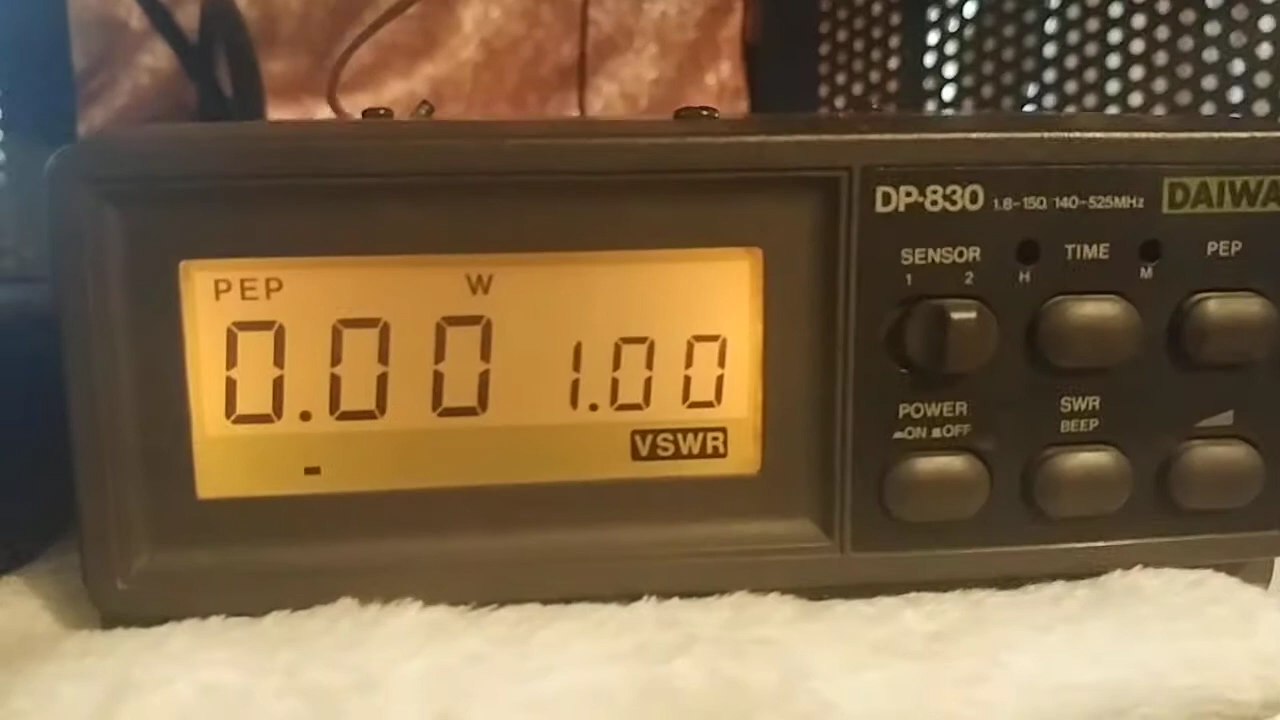 DP-830 1.8-150, 140-525MHz DAIWA
SENSOR TIME PEP
1 2 H M
PEP W
0.00 1.00
POWER SWR
ON OFF BEEP
VSWR